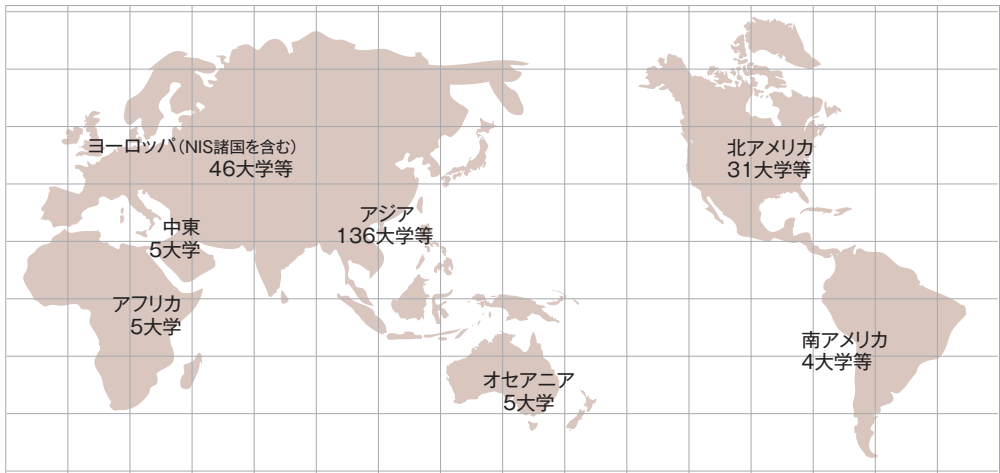 ヨーロッパ(NIS諸国を含む)
46大学等
北アメリカ
31大学等
中東
5大学
アジア
136大学等
アフリカ
5大学
南アメリカ
4大学等
オセアニア
5大学